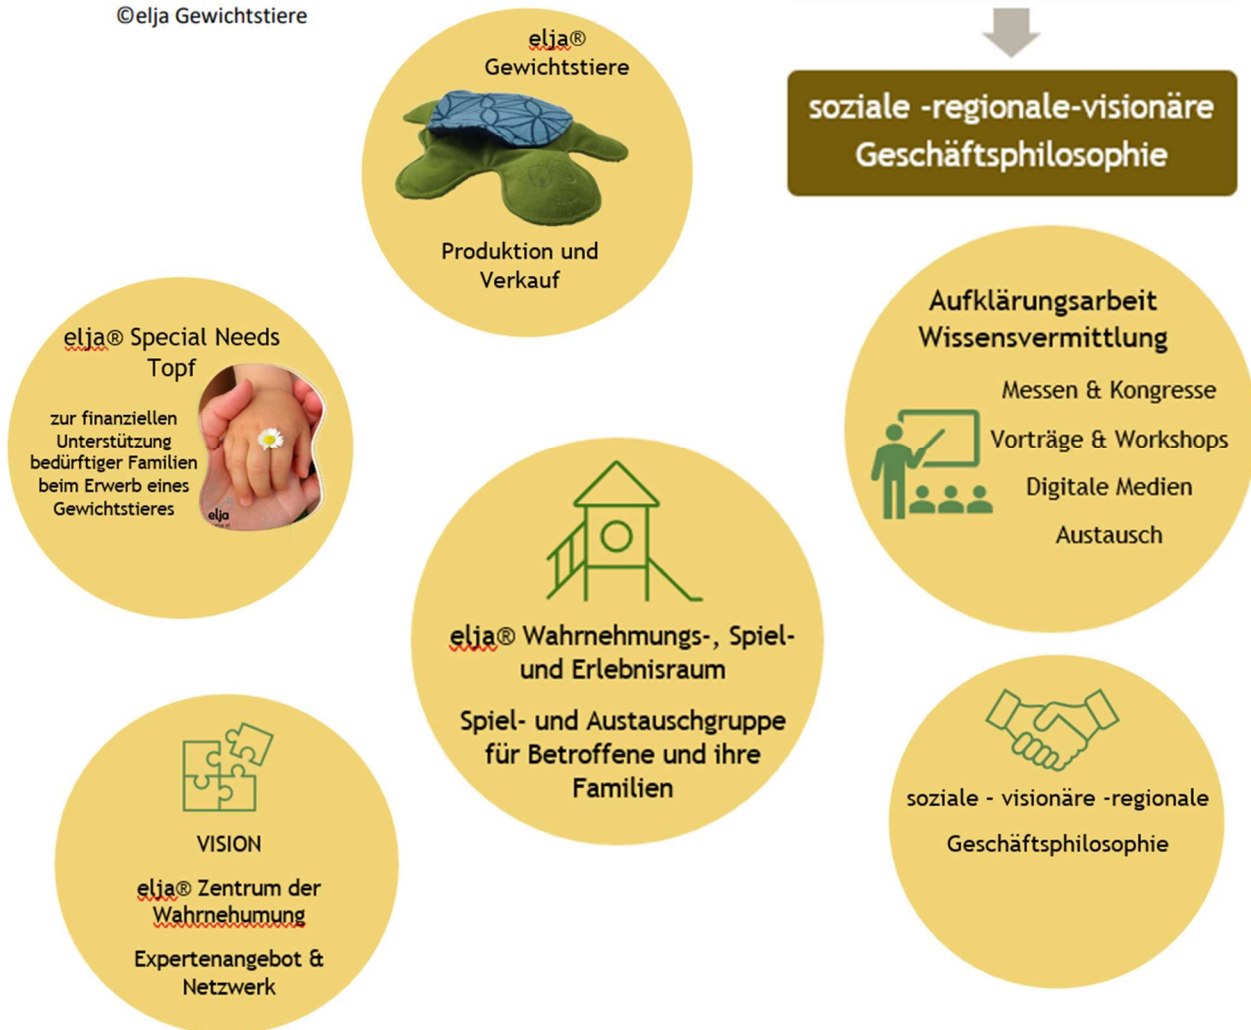 ©elja Gewichtstiere
elja®
Gewichtstiere
Produktion und
Verkauf
soziale -regionale-visionäre
Geschäftsphilosophie
elja® Special Needs
Topf
zur finanziellen
Unterstützung
bedürftiger Familien
beim Erwerb eines
Gewichtstieres
elja
Aufklärungsarbeit
Wissensvermittlung
Messen & Kongresse
Vorträge & Workshops
Digitale Medien
Austausch
elja® Wahrnehmungs-, Spiel-
und Erlebnisraum
Spiel- und Austauschgruppe
für Betroffene und ihre
Familien
VISION
elja® Zentrum der
Wahrnehumung
Expertenangebot &
Netzwerk
soziale - visionäre -regionale
Geschäftsphilosophie